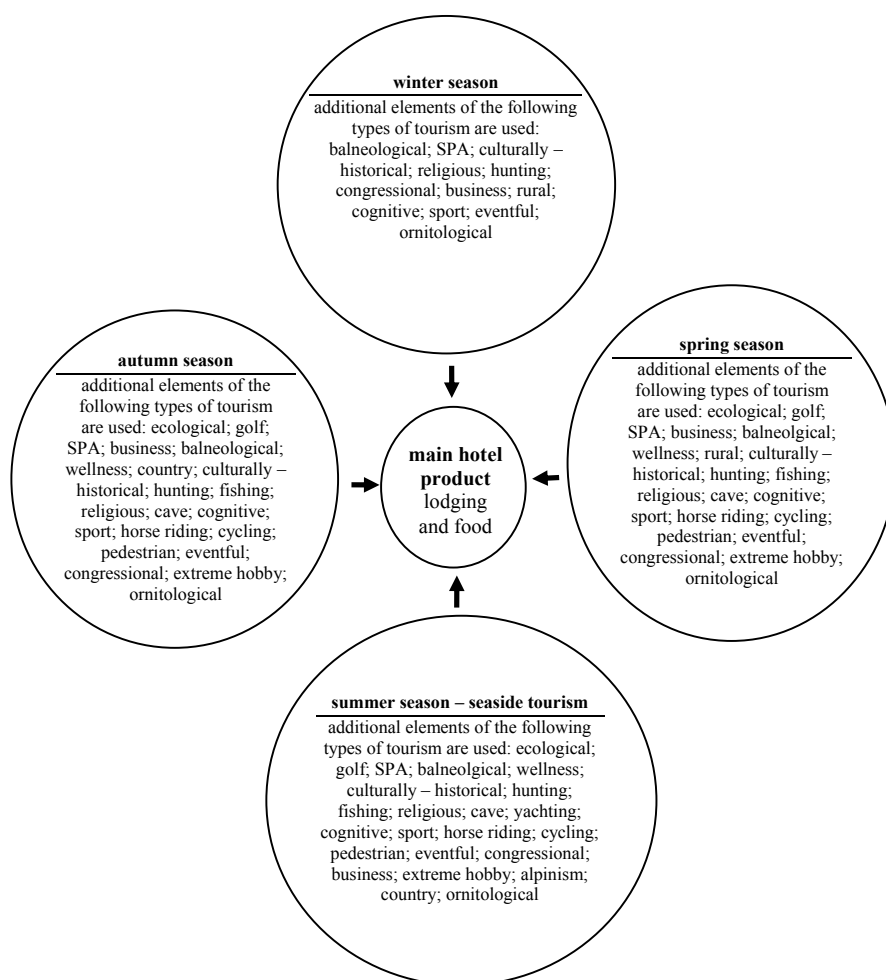 winter season
additional elements of the following
types of tourism are used:
balneological; SPA; culturally –
historical; religious; hunting;
congressional; business; rural;
cognitive; sport; eventful;
ornitological
autumn season
additional elements of the
following types of tourism
are used: ecological; golf;
SPA; business; balneological;
wellness; country; culturally –
historical; hunting; fishing;
religious; cave; cognitive;
sport; horse riding; cycling;
pedestrian; eventful;
congressional; extreme hobby;
ornitological
main hotel
product
lodging
and food
spring season
additional elements of the
following types of tourism
are used: ecological; golf;
SPA; business; balneolgical;
wellness; rural; culturally –
historical; hunting; fishing;
religious; cave; cognitive;
sport; horse riding; cycling;
pedestrian; eventful;
congressional; extreme hobby;
ornitological
summer season – seaside tourism
additional elements of the following
types of tourism are used: ecological;
golf; SPA; balneolgical; wellness;
culturally – historical; hunting;
fishing; religious; cave; yachting;
cognitive; sport; horse riding; cycling;
pedestrian; eventful; congressional;
business; extreme hobby; alpinism;
country; ornitological